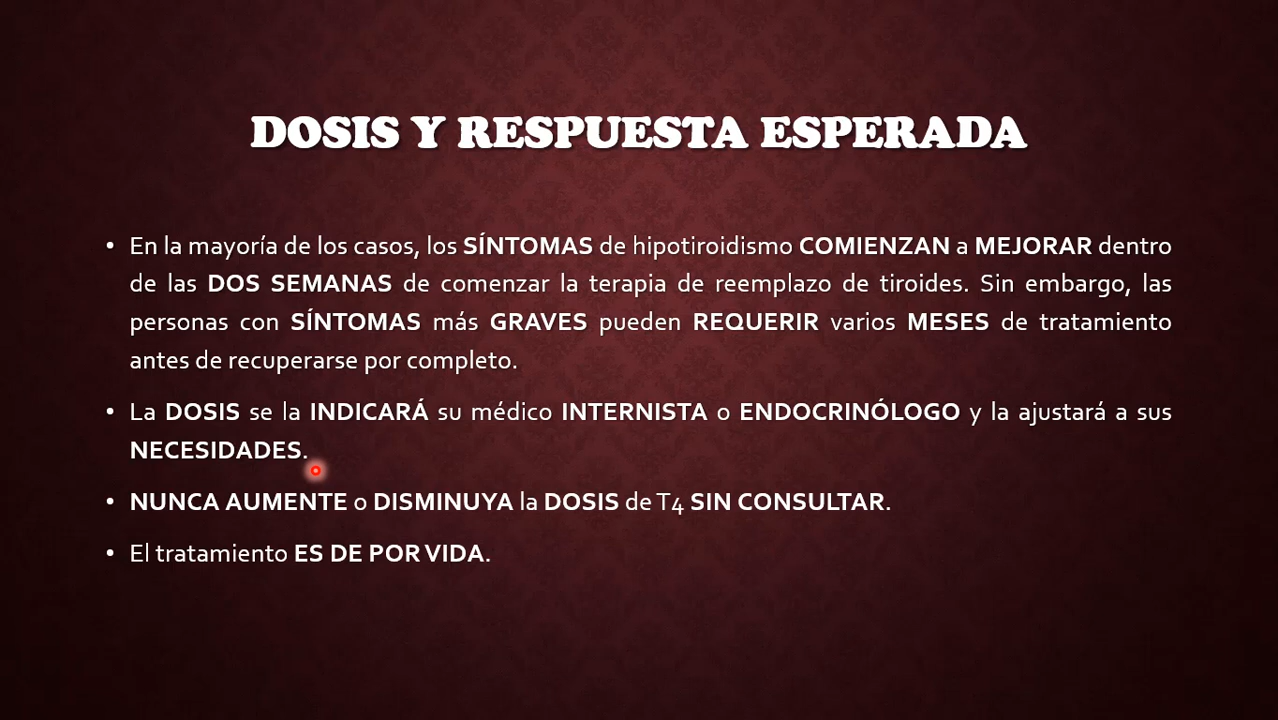 DOSIS Y RESPUESTA ESPERADA
• En la mayoría de los casos, los SÍNTOMAS de hipotiroidismo COMIENZAN a MEJORAR dentro
de las DOS SEMANAS de comenzar la terapia de reemplazo de tiroides. Sin embargo, las
personas con SÍNTOMAS más GRAVES pueden REQUERIR varios MESES de tratamiento
antes de recuperarse por completo.
• La DOSIS se la INDICARÁ su médico INTERNISTA o ENDOCRINÓLOGO y la ajustará a sus
NECESIDADES.
• NUNCA AUMENTE o DISMINUYA la DOSIS de T4 SIN CONSULTAR.
• El tratamiento ES DE POR VIDA.